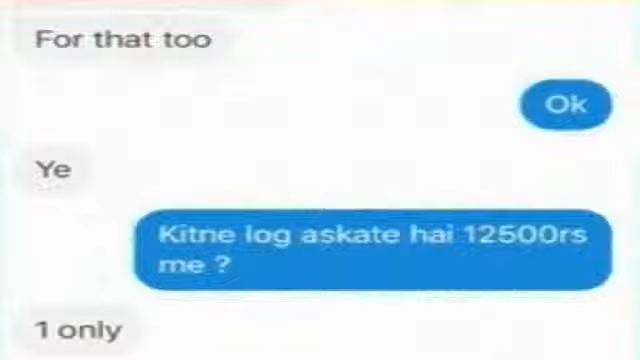 For that too
Ok
Ye
Kitne log askate hai 12500rs
me ?
1 only